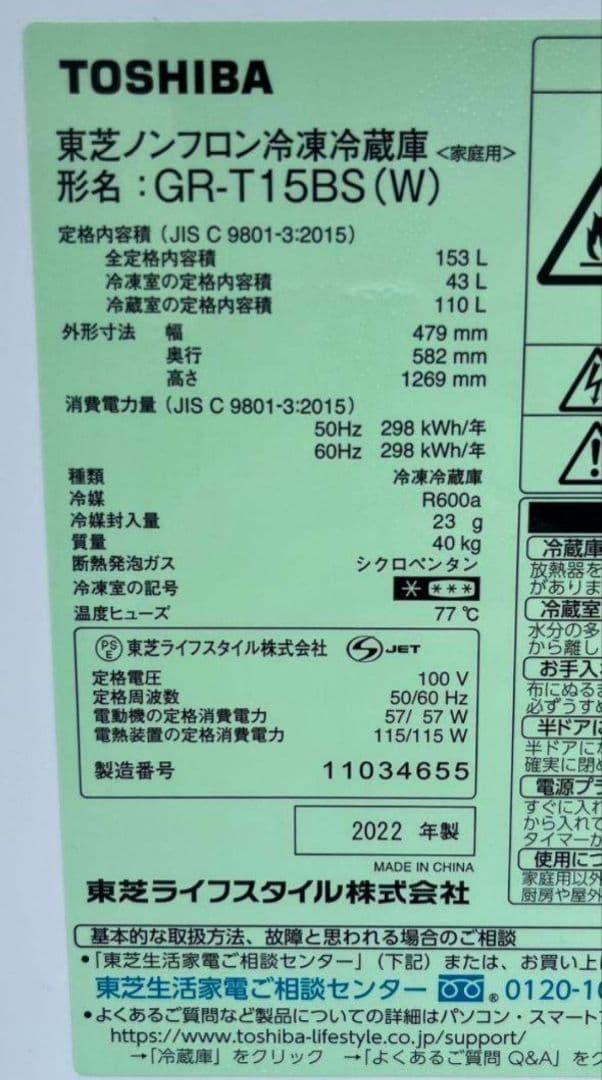 TOSHIBA
東芝ノンフロン冷凍冷蔵庫 <家庭用>
形名:GR-T15BS(W)
定格内容積 (JIS C 9801-3:2015)
全定格内容積 153 L
冷凍室の定格内容積 43 L
冷蔵室の定格内容積 110 L
外形寸法 幅 479 mm
奥行 582 mm
高さ 1269 mm
消費電力量 (JIS C 9801-3:2015)
50Hz 298 kWh/年
60Hz 298 kWh/年
種類 冷凍冷蔵庫
冷媒 R600a
冷媒封入量 23 g
質量 40 kg
断熱発泡ガス シクロペンタン
冷凍室の記号 * ***
温度ヒューズ 77 ℃
PSE 東芝ライフスタイル株式会社 S JET
定格電圧 100 V
定格周波数 50/60 Hz
電動機の定格消費電力 57/ 57 W
電熱装置の定格消費電力 115/115 W
製造番号 11034655
2022 年製
MADE IN CHINA
東芝ライフスタイル株式会社
基本的な取扱方法、故障と思われる場合のご相談
•「東芝生活家電ご相談センター」(下記) または、お買い上
東芝生活家電ご相談センター ® 0120-1
•よくあるご質問など製品についての詳細はパソコン・スマート
https://www.toshiba-lifestyle.co.jp/support/
→「冷蔵庫」をクリック →「よくあるご質問 Q&A」をク
冷蔵庫
放熱器を
がありま
冷蔵室
水分の多
から離し
お手入
布にぬるま
必ずうすめ
半ドアに
半ドアにな
確実に閉め
電源プラ
すぐに入れ
から入れて
タイマーか
使用につ
家庭用以外
厨房や屋外